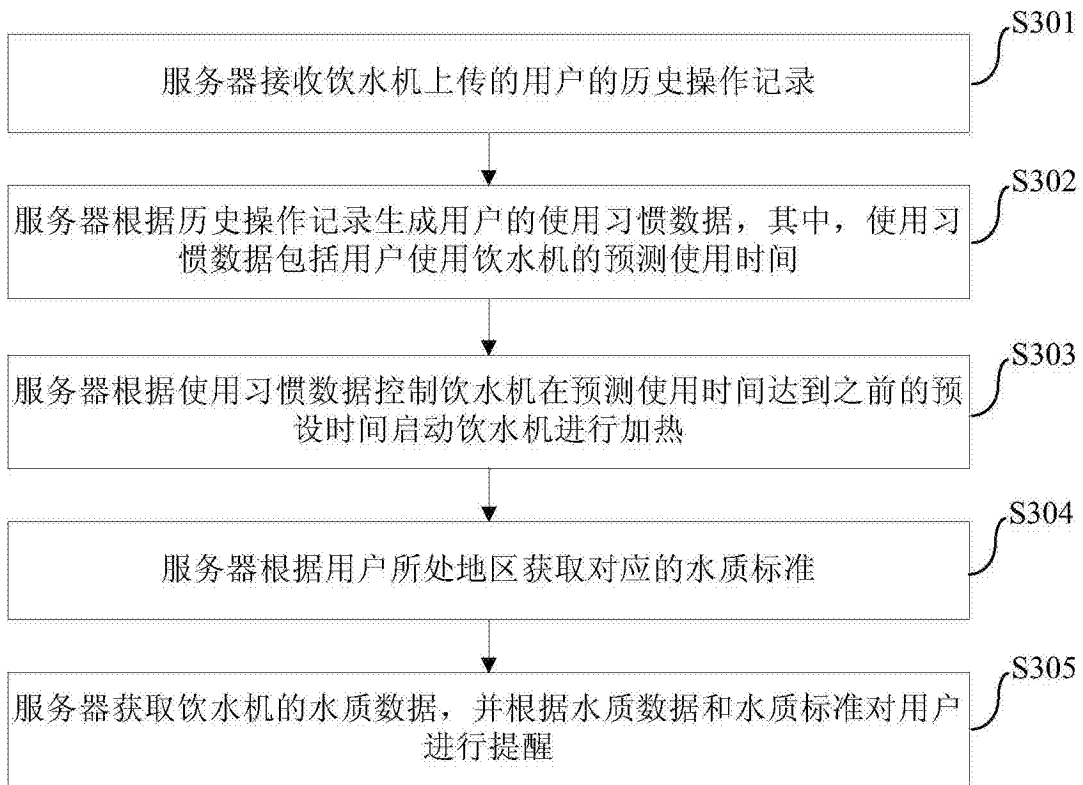 S301
服务器接收饮水机上传的用户的历史操作记录
S302
服务器根据历史操作记录生成用户的使用习惯数据，其中，使用习
惯数据包括用户使用饮水机的预测使用时间
S303
服务器根据使用习惯数据控制饮水机在预测使用时间达到之前的预
设时间启动饮水机进行加热
S304
服务器根据用户所处地区获取对应的水质标准
S305
服务器获取饮水机的水质数据，并根据水质数据和水质标准对用户
进行提醒